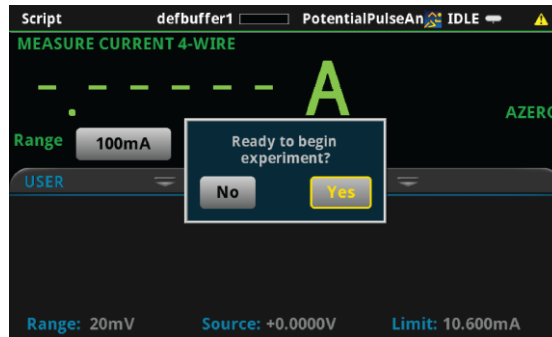 Script defbuffer1 PotentialPulseAn IDLE
MEASURE CURRENT 4-WIRE
- . - - - - - A
AZERO
Range 100mA
Ready to begin
experiment?
No Yes
USER
Range: 20mV Source: +0.0000V Limit: 10.600mA